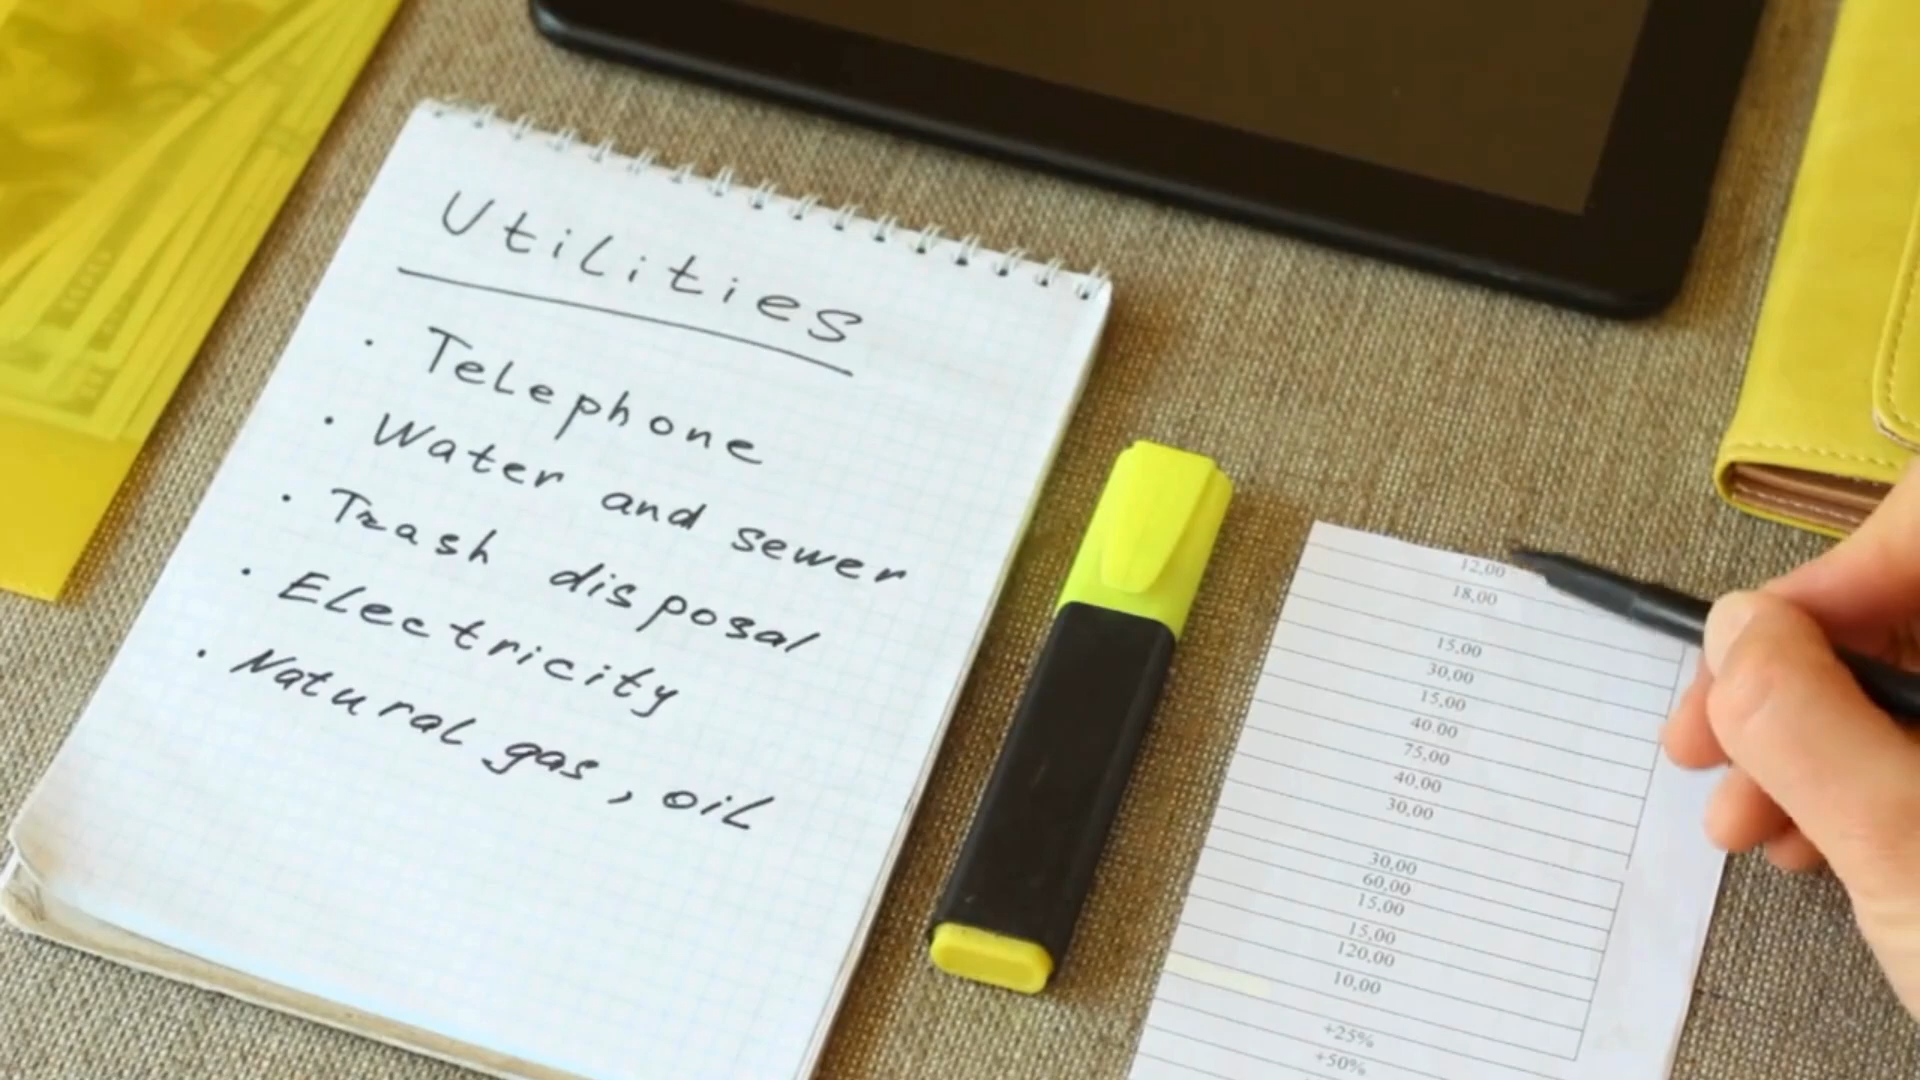 Utilities
· Telephone
· Water and sewer
· Trash disposal
· Electricity
· Natural gas, oil
12,00
18,00
15,00
30,00
15,00
40.00
75,00
40,00
30,00
30,00
60,00
15,00
15,00
120,00
10,00
+25%
+50%